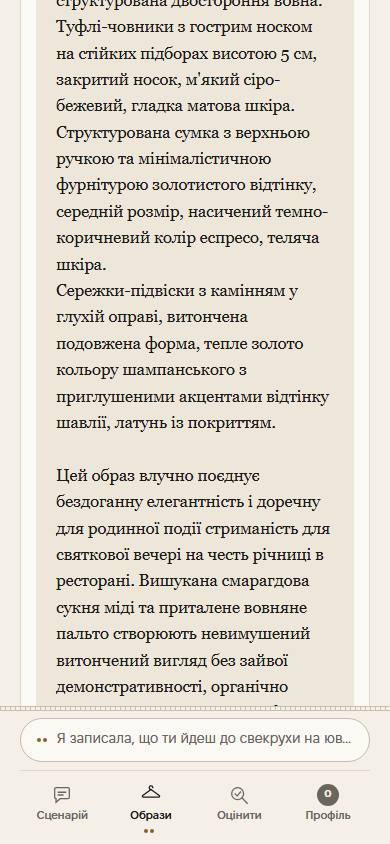 структурована двостороння вовна.
Туфлі-човники з гострим носком
на стійких підборах висотою 5 см,
закритий носок, м'який сіро-
бежевий, гладка матова шкіра.
Структурована сумка з верхньою
ручкою та мінімалістичною
фурнітурою золотистого відтінку,
середній розмір, насичений темно-
коричневий колір еспресо, теляча
шкіра.
Сережки-підвіски з камінням у
глухій оправі, витончена
подовжена форма, тепле золото
кольору шампанського з
приглушеними акцентами відтінку
шавлії, латунь із покриттям.
Цей образ влучно поєднує
бездоганну елегантність і доречну
для родинної події стриманість для
святкової вечері на честь річниці в
ресторані. Вишукана смарагдова
сукня міді та приталене вовняне
пальто створюють невимушений
витончений вигляд без зайвої
демонстративності, органічно
Я записала, що ти йдеш до свекрухи на юв...
Сценарій
Образи
Оцінити
О
Профіль